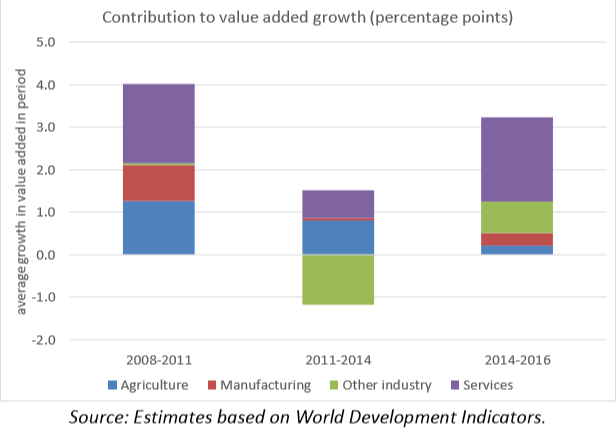 Contribution to value added growth (percentage points)
average growth in value added in period
5.0
4.0
3.0
2.0
1.0
0.0
-1.0
-2.0
2008-2011 2011-2014 2014-2016
Agriculture Manufacturing Other industry Services
Source: Estimates based on World Development Indicators.